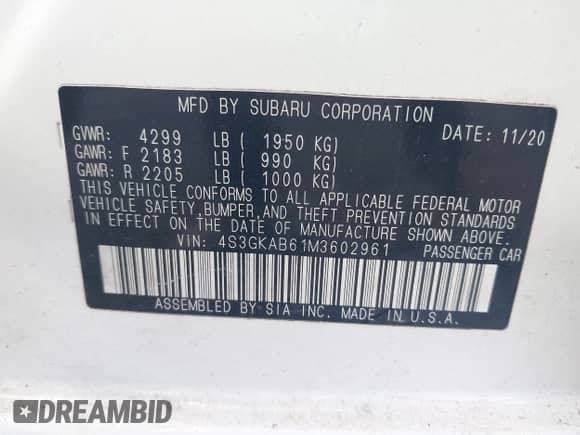 MFD BY SUBARU CORPORATION
GVWR: 4299 LB ( 1950 KG) DATE: 11/20
GAWR: F 2183 LB ( 990 KG)
GAWR: R 2205 LB ( 1000 KG)
THIS VEHICLE CONFORMS TO ALL APPLICABLE FEDERAL MOTOR
VEHICLE SAFETY, BUMPER, AND THEFT PREVENTION STANDARDS
IN EFFECT ON THE DATE OF MANUFACTURE SHOWN ABOVE.
VIN: 4S3GKAB61M3602961 PASSENGER CAR
ASSEMBLED BY SIA INC. MADE IN U.S.A.
DREAMBID